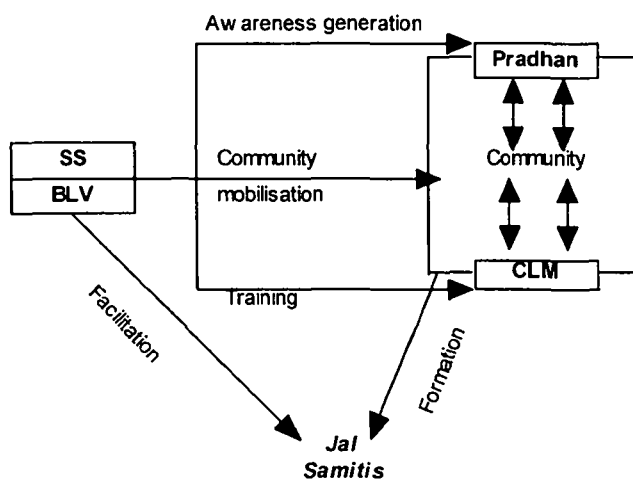 Aw areness generation
Pradhan
SS
BLV
Community
mobilisation
Community
CLM
Training
Facilitation
Formation
Jal
Samitis